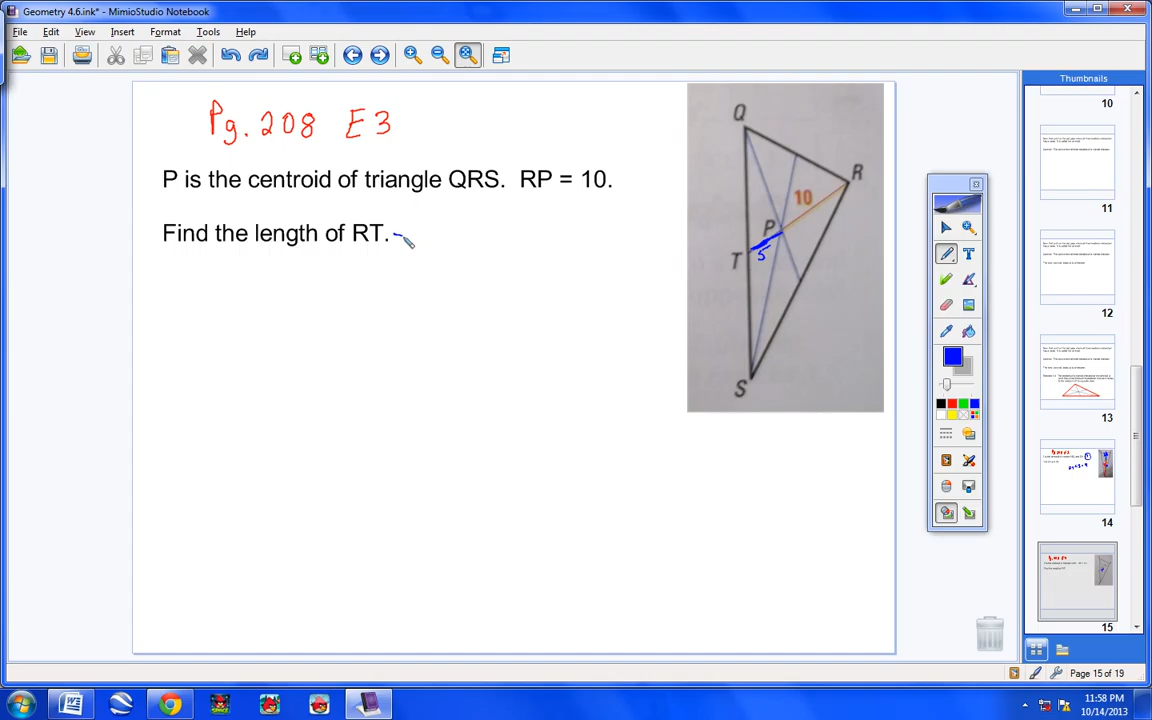 Geometry 4.6.ink* - MimioStudio Notebook
File Edit View Insert Format Tools Help
Pg. 208 E3
P is the centroid of triangle QRS. RP = 10.
Find the length of RT.
Q
R
10
P
T
5
S
Thumbnails
10
11
12
13
14
15
Page 15 of 19
11:58 PM
10/14/2013